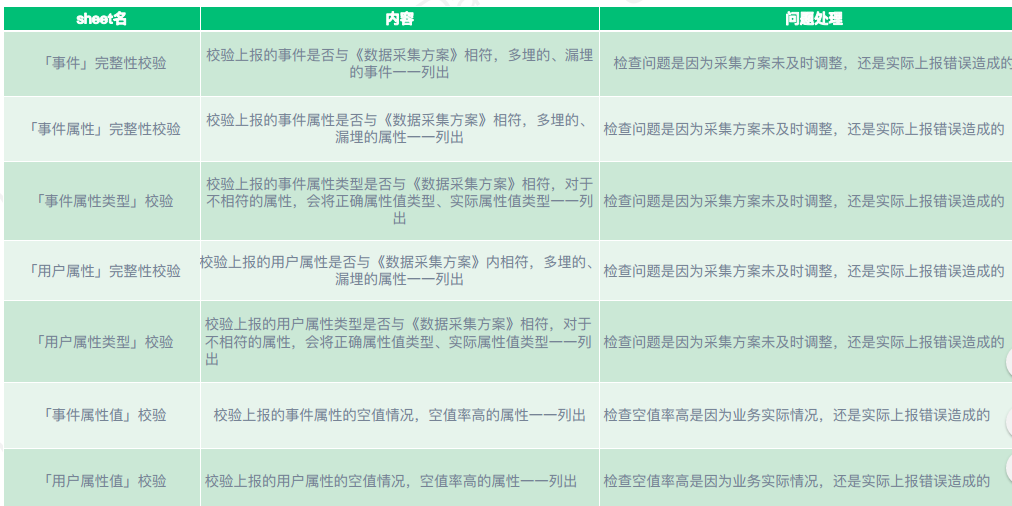 sheet名 内容 问题处理
「事件」完整性校验
校验上报的事件是否与《数据采集方案》相符，多埋的、漏埋
的事件一一列出
检查问题是因为采集方案未及时调整，还是实际上报错误造成的
「事件属性」完整性校验
校验上报的事件属性是否与《数据采集方案》相符，多埋的、
漏埋的属性一一列出
检查问题是因为采集方案未及时调整，还是实际上报错误造成的
「事件属性类型」校验
校验上报的事件属性类型是否与《数据采集方案》相符，对于
不相符的属性，会将正确属性值类型、实际属性值类型一一列
出
检查问题是因为采集方案未及时调整，还是实际上报错误造成的
「用户属性」完整性校验
校验上报的用户属性是否与《数据采集方案》内相符，多埋的、
漏埋的属性一一列出
检查问题是因为采集方案未及时调整，还是实际上报错误造成的
「用户属性类型」校验
校验上报的用户属性类型是否与《数据采集方案》相符，对于
不相符的属性，会将正确属性值类型、实际属性值类型一一列
出
检查问题是因为采集方案未及时调整，还是实际上报错误造成的
「事件属性值」校验
校验上报的事件属性的空值情况，空值率高的属性一一列出
检查空值率高是因为业务实际情况，还是实际上报错误造成的
「用户属性值」校验
校验上报的用户属性的空值情况，空值率高的属性一一列出
检查空值率高是因为业务实际情况，还是实际上报错误造成的